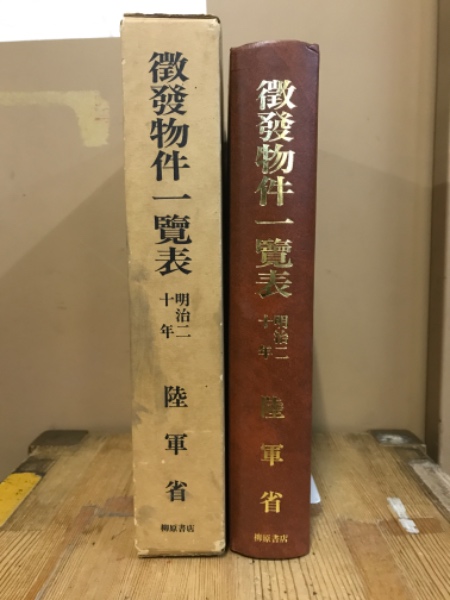 徵發物件一覽表
明治二
十年
陸軍省
柳原書店
徵發物件一覽表
明治二
十年
陸軍省
柳原書店